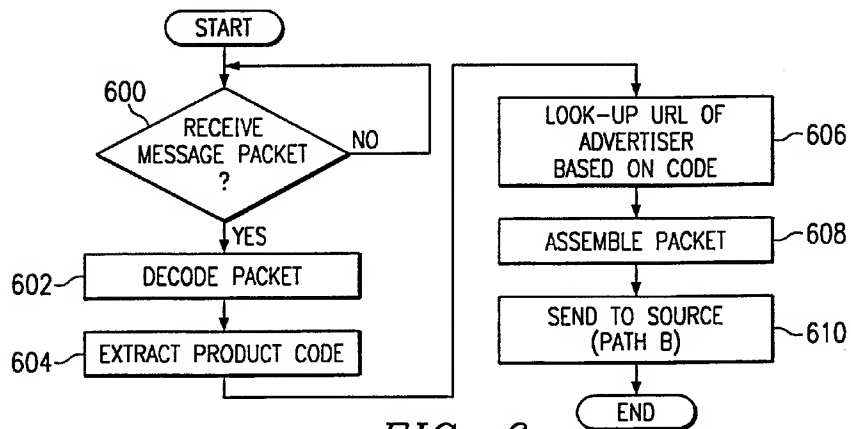 START
600
RECEIVE
MESSAGE PACKET
?
NO
YES
602
DECODE PACKET
604
EXTRACT PRODUCT CODE
LOOK-UP URL OF
ADVERTISER
BASED ON CODE
606
ASSEMBLE PACKET
608
SEND TO SOURCE
(PATH B)
610
END